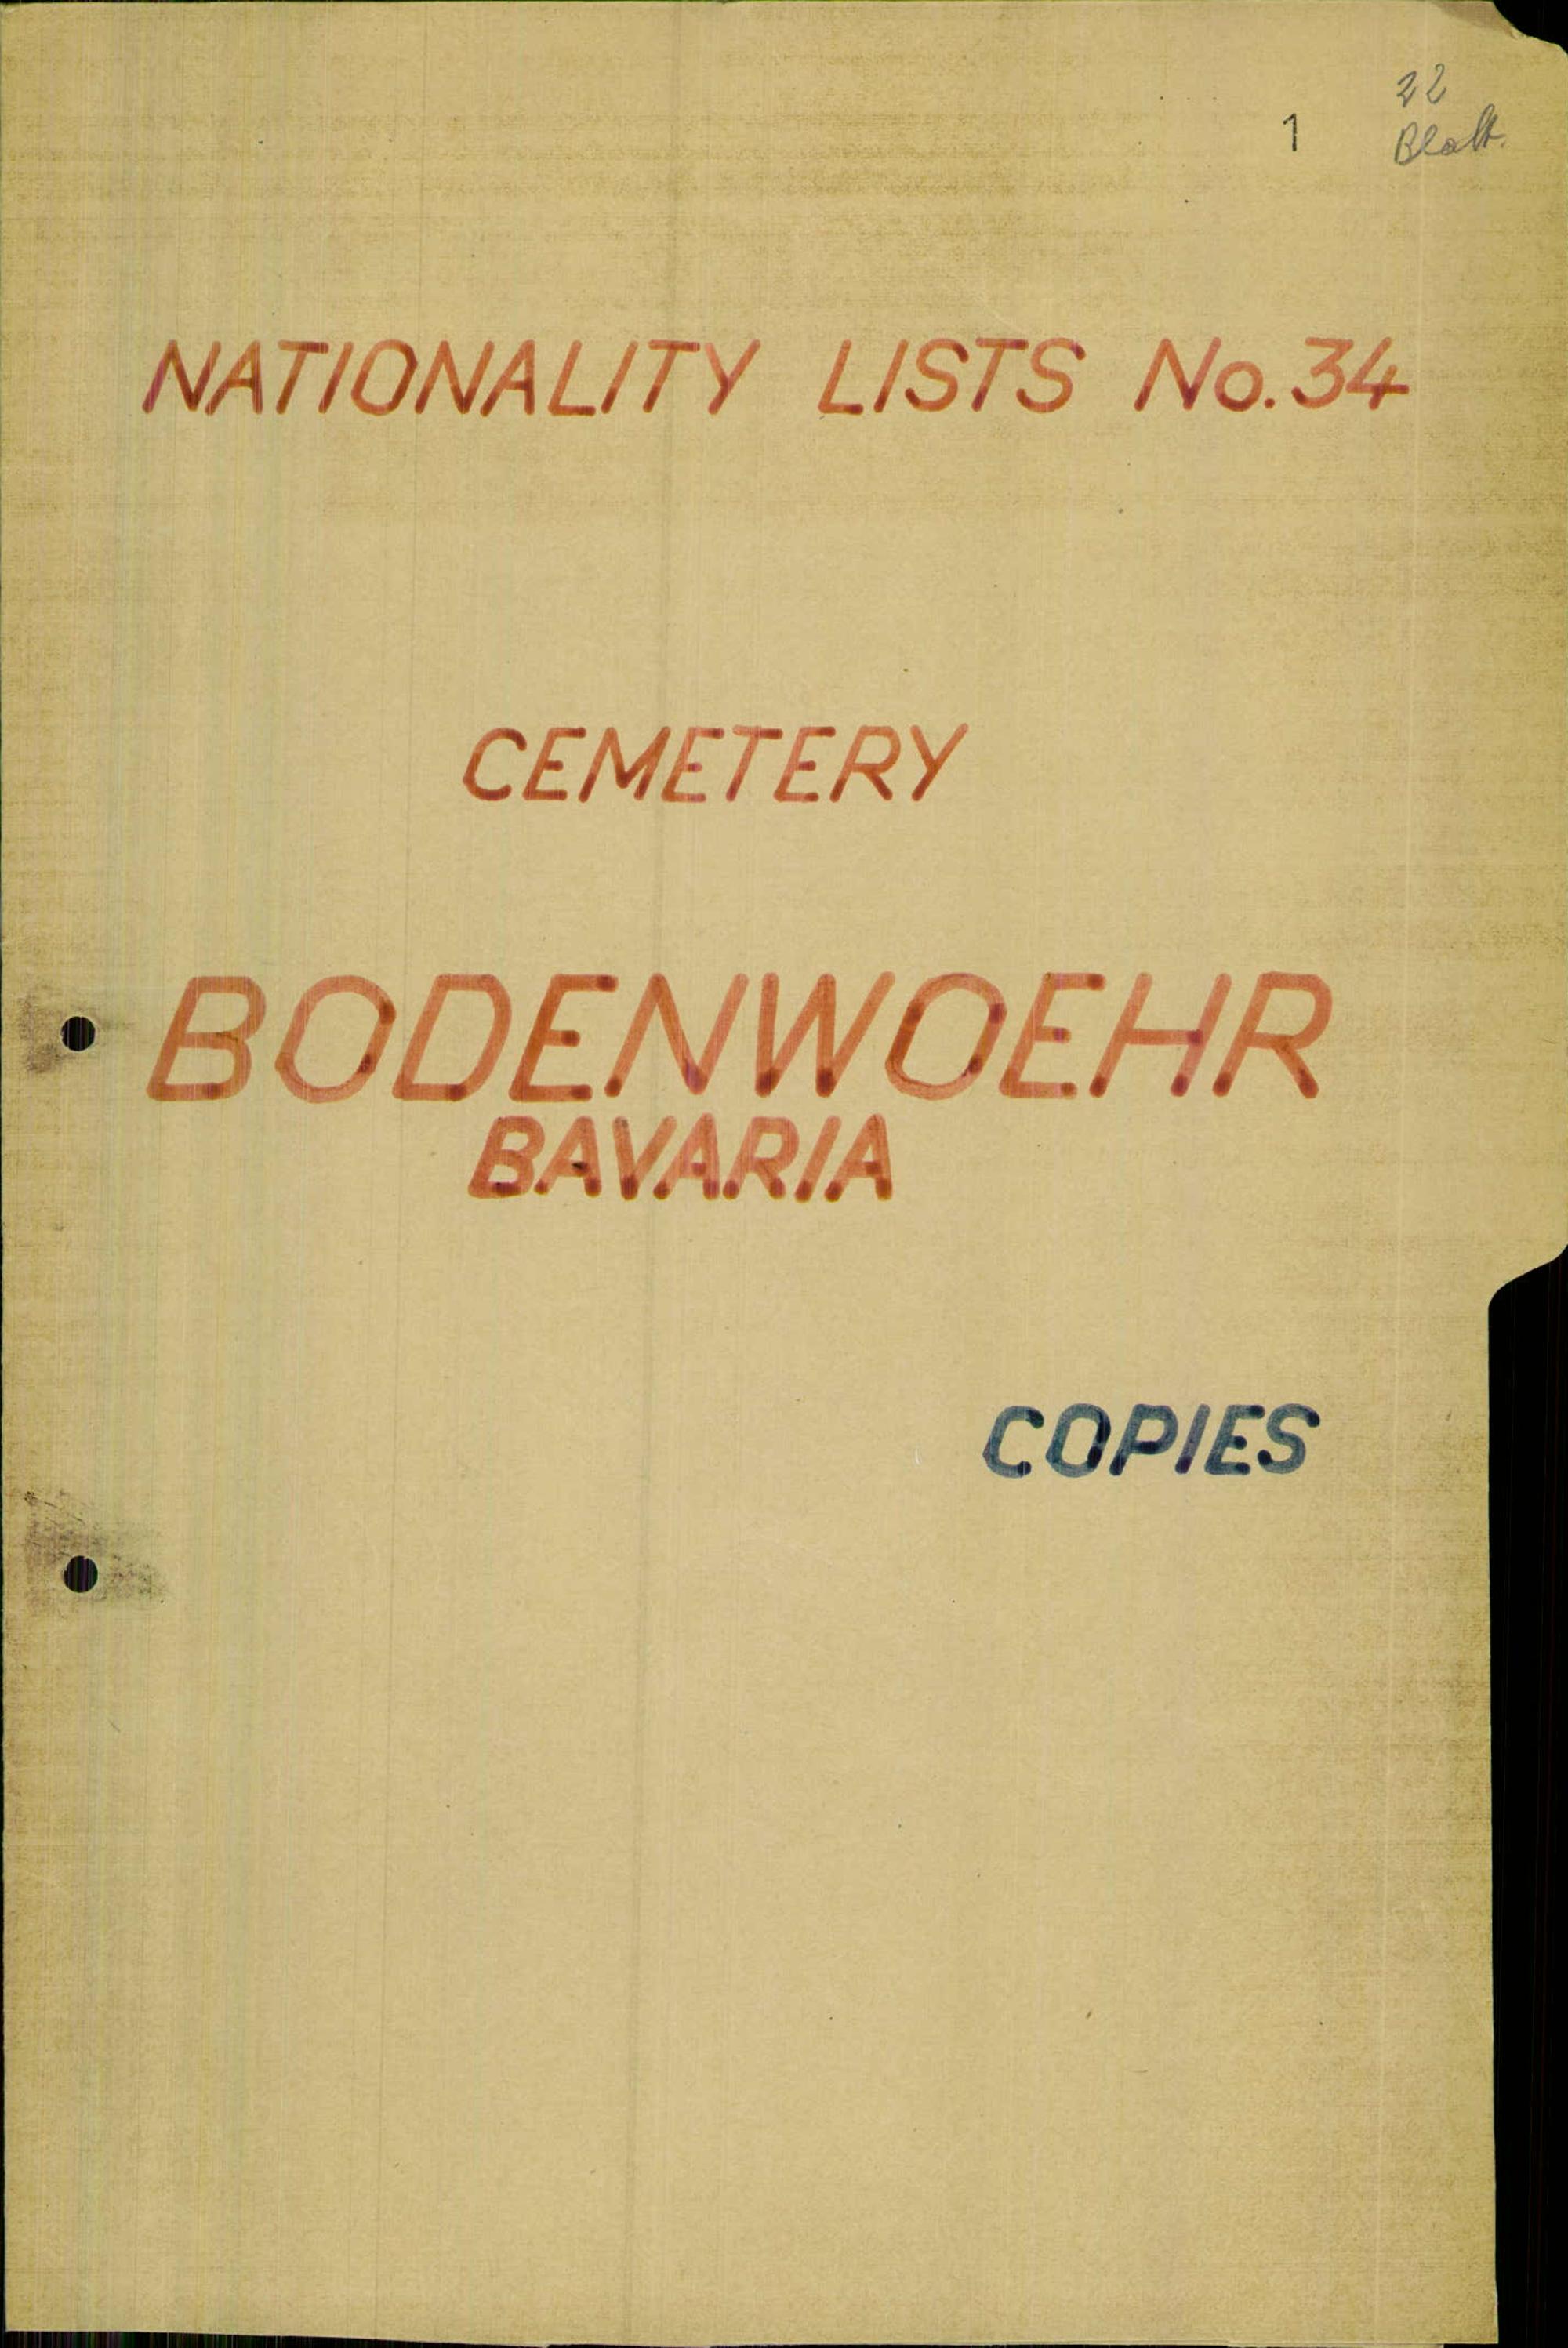 22
1 Blatt.
NATIONALITY LISTS No. 34
CEMETERY
BODENWOEHR
BAVARIA
COPIES